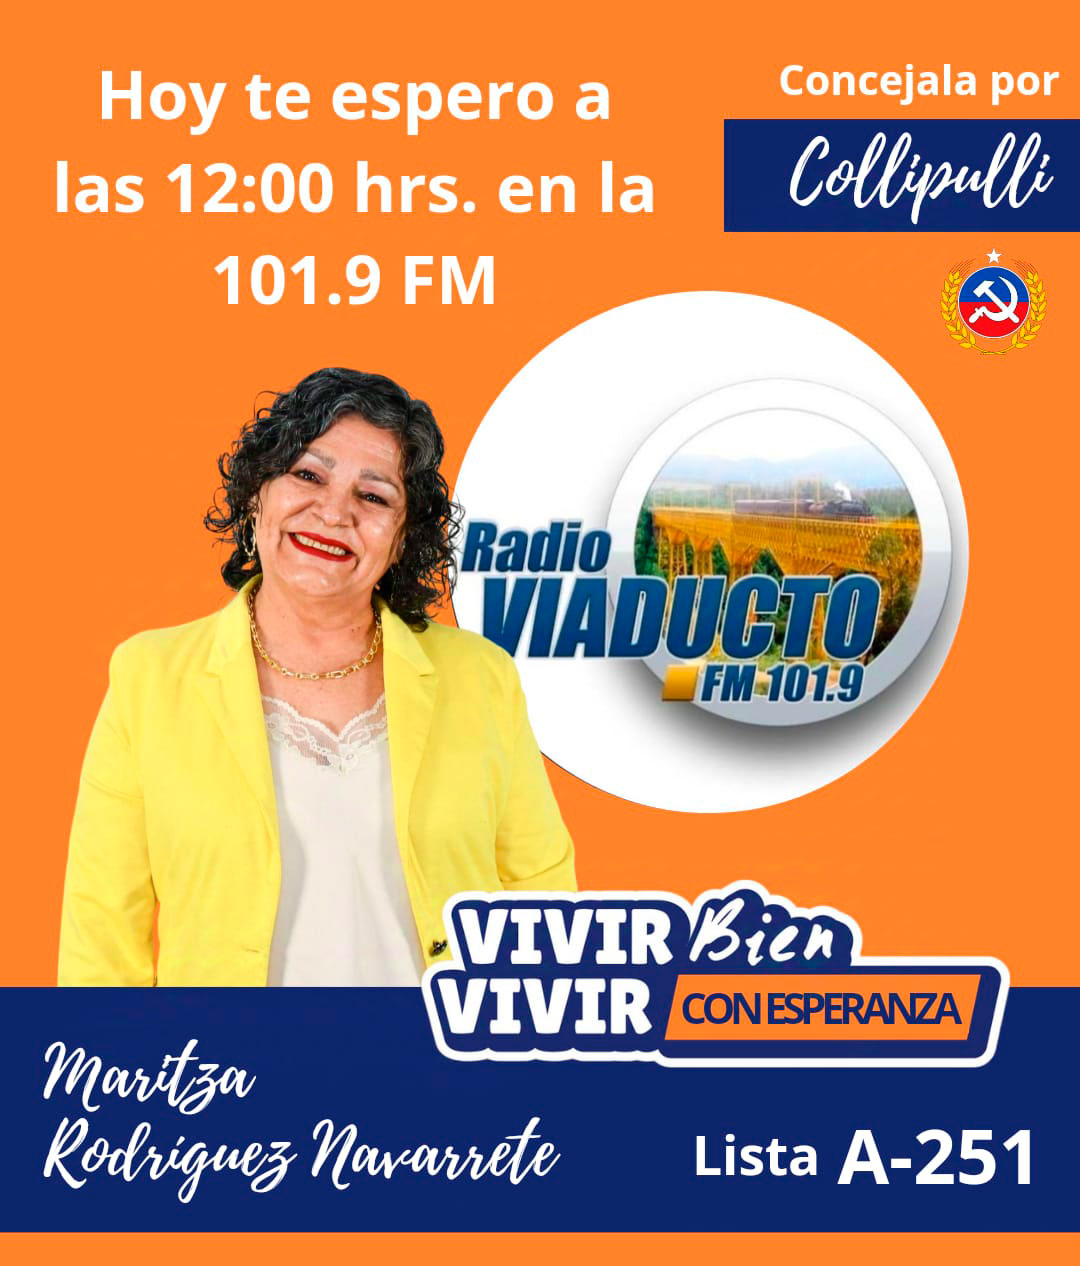 Hoy te espero a
las 12:00 hrs. en la
101.9 FM
Concejala por
Collipulli
Radio
VIADUCTO
FM 101.9
VIVIR Bien
VIVIR CON ESPERANZA
Maritza
Rodríguez Navarrete
Lista A-251